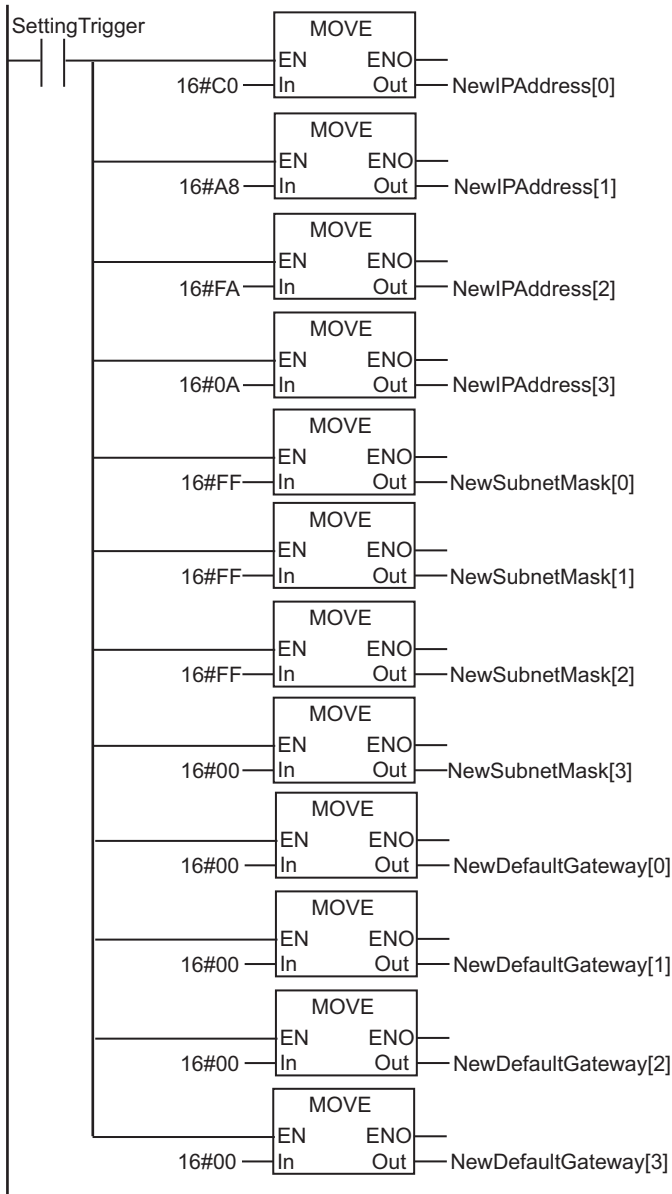 SettingTrigger
MOVE
EN ENO
16#C0 In Out NewIPAddress[0]
MOVE
EN ENO
16#A8 In Out NewIPAddress[1]
MOVE
EN ENO
16#FA In Out NewIPAddress[2]
MOVE
EN ENO
16#0A In Out NewIPAddress[3]
MOVE
EN ENO
16#FF In Out NewSubnetMask[0]
MOVE
EN ENO
16#FF In Out NewSubnetMask[1]
MOVE
EN ENO
16#FF In Out NewSubnetMask[2]
MOVE
EN ENO
16#00 In Out NewSubnetMask[3]
MOVE
EN ENO
16#00 In Out NewDefaultGateway[0]
MOVE
EN ENO
16#00 In Out NewDefaultGateway[1]
MOVE
EN ENO
16#00 In Out NewDefaultGateway[2]
MOVE
EN ENO
16#00 In Out NewDefaultGateway[3]